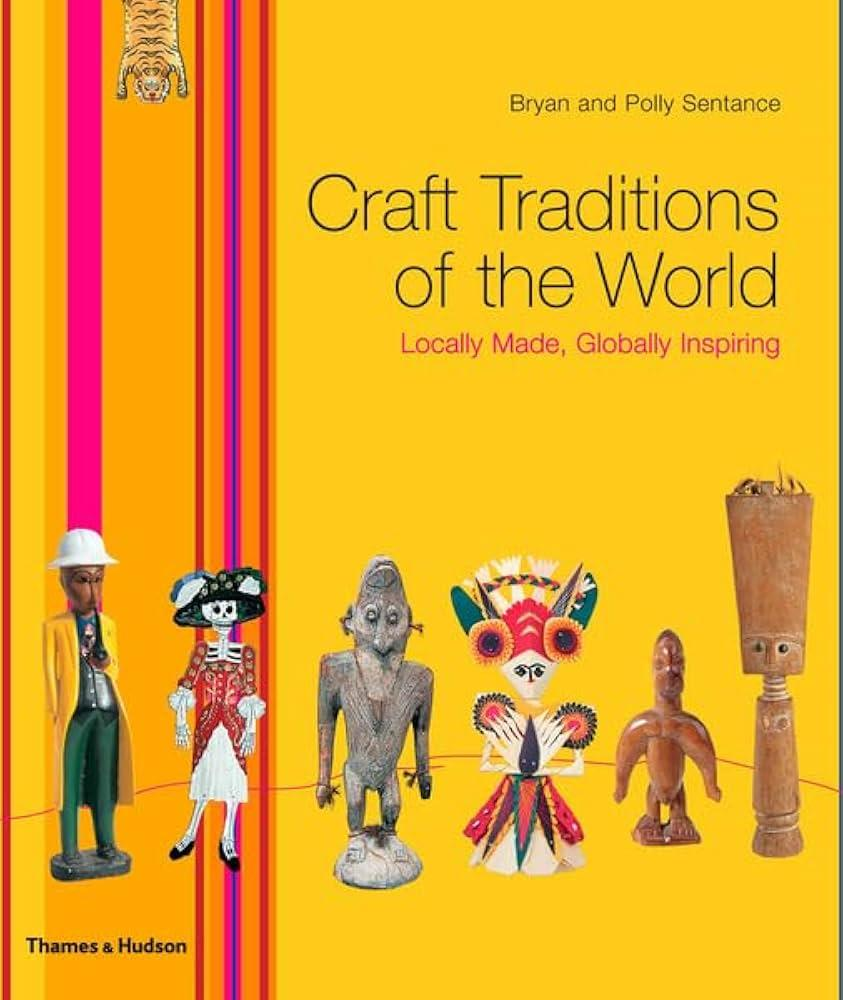 Bryan and Polly Sentance
Craft Traditions
of the World
Locally Made, Globally Inspiring
Thames & Hudson